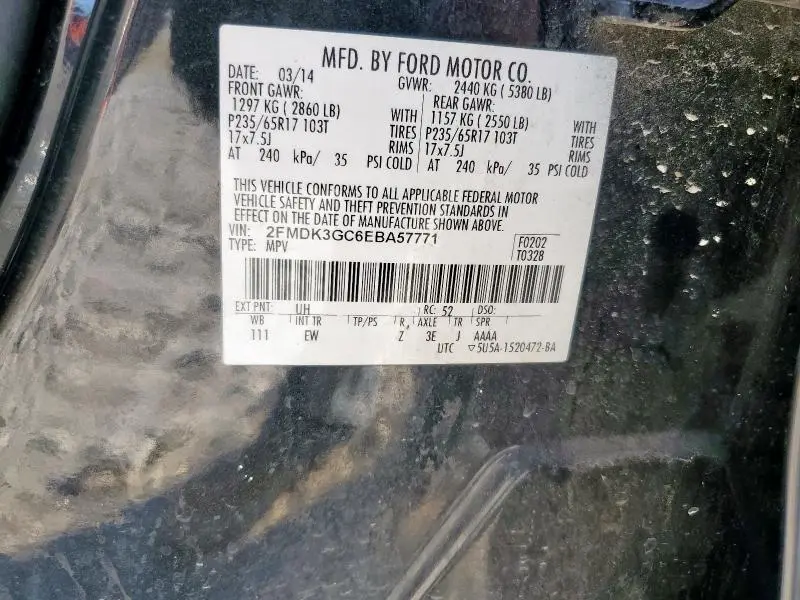 MFD. BY FORD MOTOR CO.
DATE: 03/14 GVWR: 2440 KG ( 5380 LB)
FRONT GAWR: REAR GAWR:
1297 KG ( 2860 LB) WITH 1157 KG ( 2550 LB) WITH
P235/65R17 103T TIRES P235/65R17 103T TIRES
17x7.5J RIMS 17x7.5J RIMS
AT 240 kPa/ 35 PSI COLD AT 240 kPa/ 35 PSI COLD
THIS VEHICLE CONFORMS TO ALL APPLICABLE FEDERAL MOTOR
VEHICLE SAFETY AND THEFT PREVENTION STANDARDS IN
EFFECT ON THE DATE OF MANUFACTURE SHOWN ABOVE.
VIN: 2FMDK3GC6EBA57771 F0202
TYPE: MPV T0328
EXT PNT: UH RC: 52 DSO:
WB INT TR TP/PS R AXLE TR SPR
111 EW Z 3E J AAAA
UTC ▽5U5A-1520472-BA